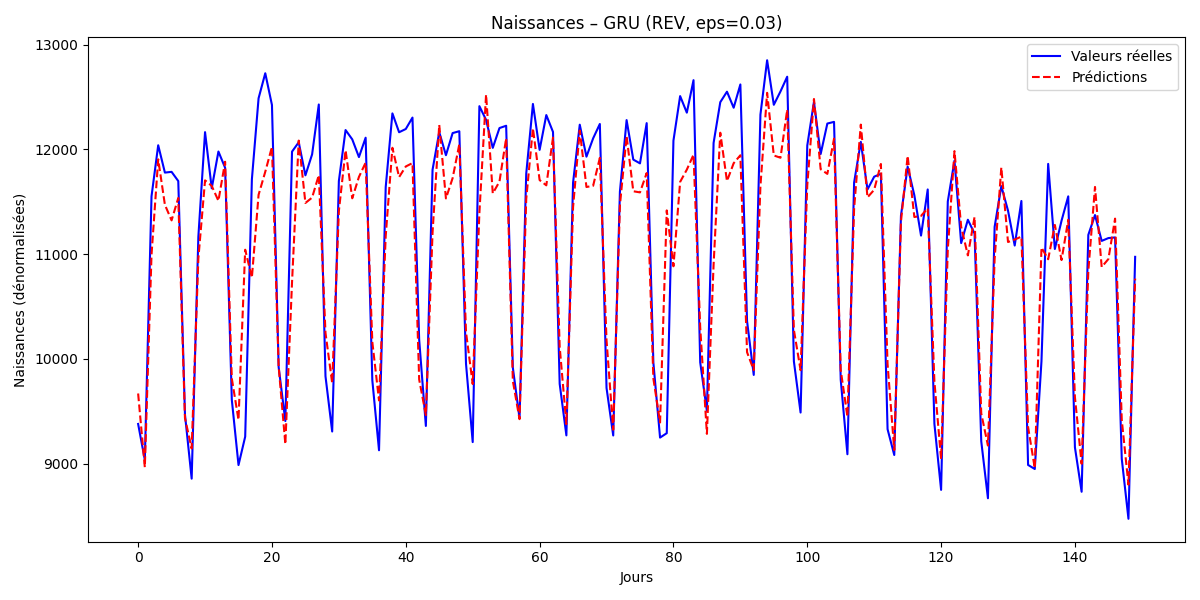 Naissances – GRU (REV, eps=0.03)
Valeurs réelles
Prédictions
Naissances (dénormalisées)
13000
12000
11000
10000
9000
0 20 40 60 80 100 120 140
Jours